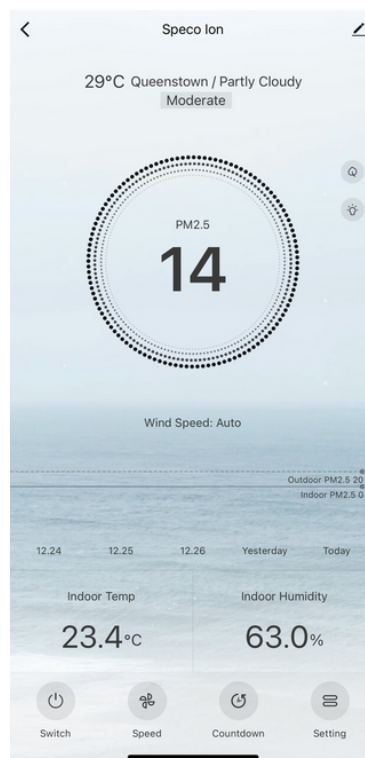 Speco Ion
29°C Queenstown / Partly Cloudy
Moderate
PM2.5
14
Wind Speed: Auto
Outdoor PM2.5 20
Indoor PM2.5 0
12.24 12.25 12.26 Yesterday Today
Indoor Temp Indoor Humidity
23.4°C 63.0%
Switch Speed Countdown Setting